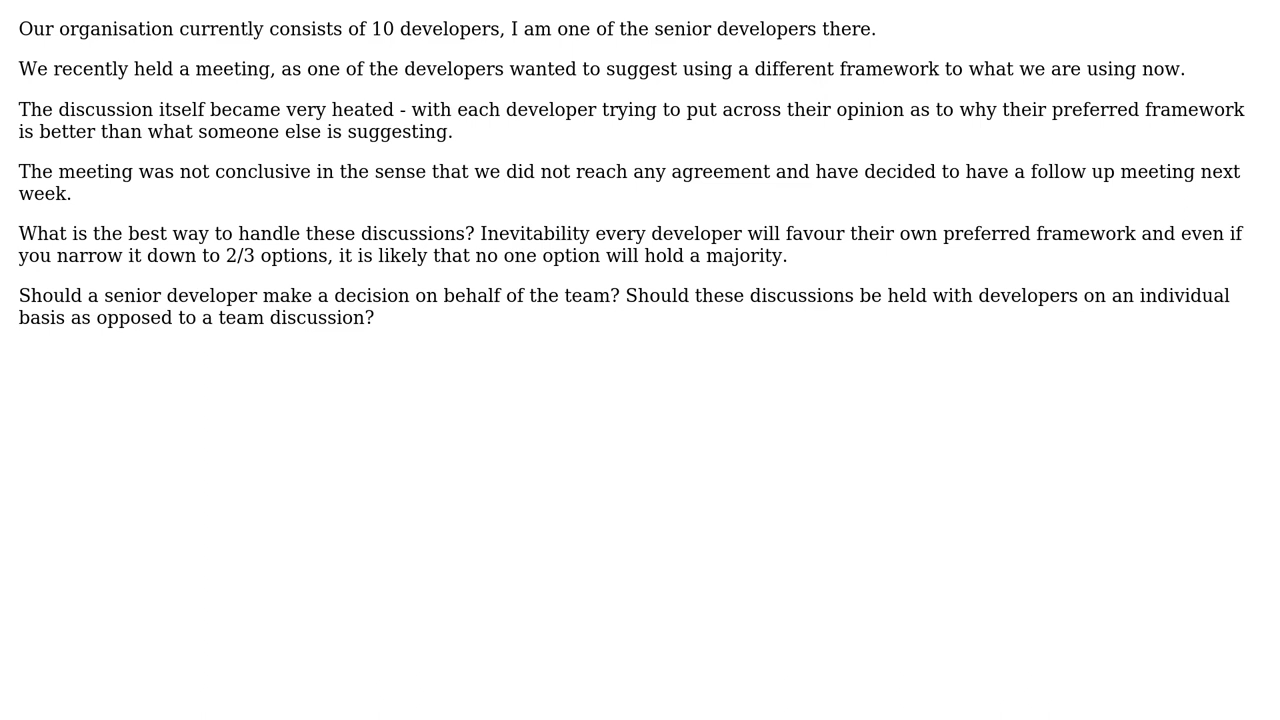 Our organisation currently consists of 10 developers, I am one of the senior developers there.
We recently held a meeting, as one of the developers wanted to suggest using a different framework to what we are using now.
The discussion itself became very heated - with each developer trying to put across their opinion as to why their preferred framework
is better than what someone else is suggesting.
The meeting was not conclusive in the sense that we did not reach any agreement and have decided to have a follow up meeting next
week.
What is the best way to handle these discussions? Inevitability every developer will favour their own preferred framework and even if
you narrow it down to 2/3 options, it is likely that no one option will hold a majority.
Should a senior developer make a decision on behalf of the team? Should these discussions be held with developers on an individual
basis as opposed to a team discussion?